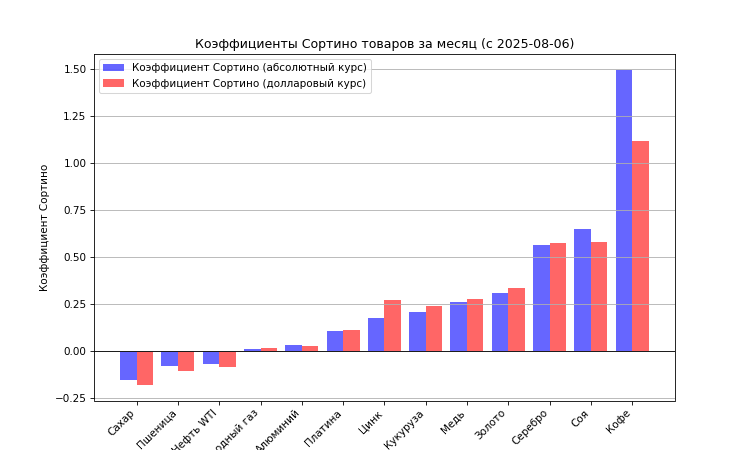 Коэффициенты Сортино товаров за месяц (с 2025-08-06)
Коэффициент Сортино (абсолютный курс)
Коэффициент Сортино (долларовый курс)
Коэффициент Сортино
1.50
1.25
1.00
0.75
0.50
0.25
0.00
−0.25
Сахар
Пшеница
Нефть WTI
газ
Алюминий
Платина
Цинк
Кукуруза
Медь
Золото
Серебро
Соя
Кофе